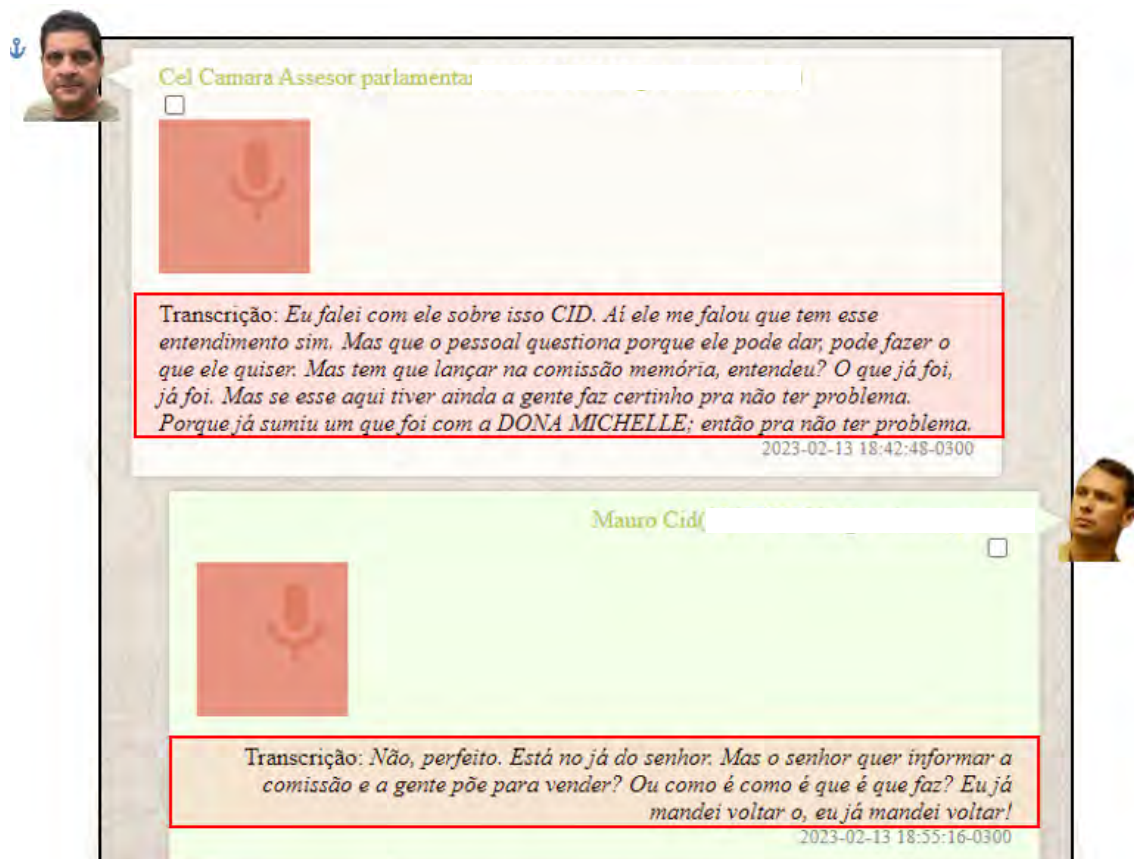 Cel Camara Assesor parlamentar
Transcrição: Eu falei com ele sobre isso CID. Aí ele me falou que tem esse
entendimento sim. Mas que o pessoal questiona porque ele pode dar, pode fazer o
que ele quiser. Mas tem que lançar na comissão memória, entendeu? O que já foi,
já foi. Mas se esse aqui tiver ainda a gente faz certinho pra não ter problema.
Porque já sumiu um que foi com a DONA MICHELLE; então pra não ter problema.
2023-02-13 18:42:48-0300
Mauro Cid(
Transcrição: Não, perfeito. Está no já do senhor. Mas o senhor quer informar a
comissão e a gente põe para vender? Ou como é como é que é que faz? Eu já
mandei voltar o, eu já mandei voltar!
2023-02-13 18:55:16-0300